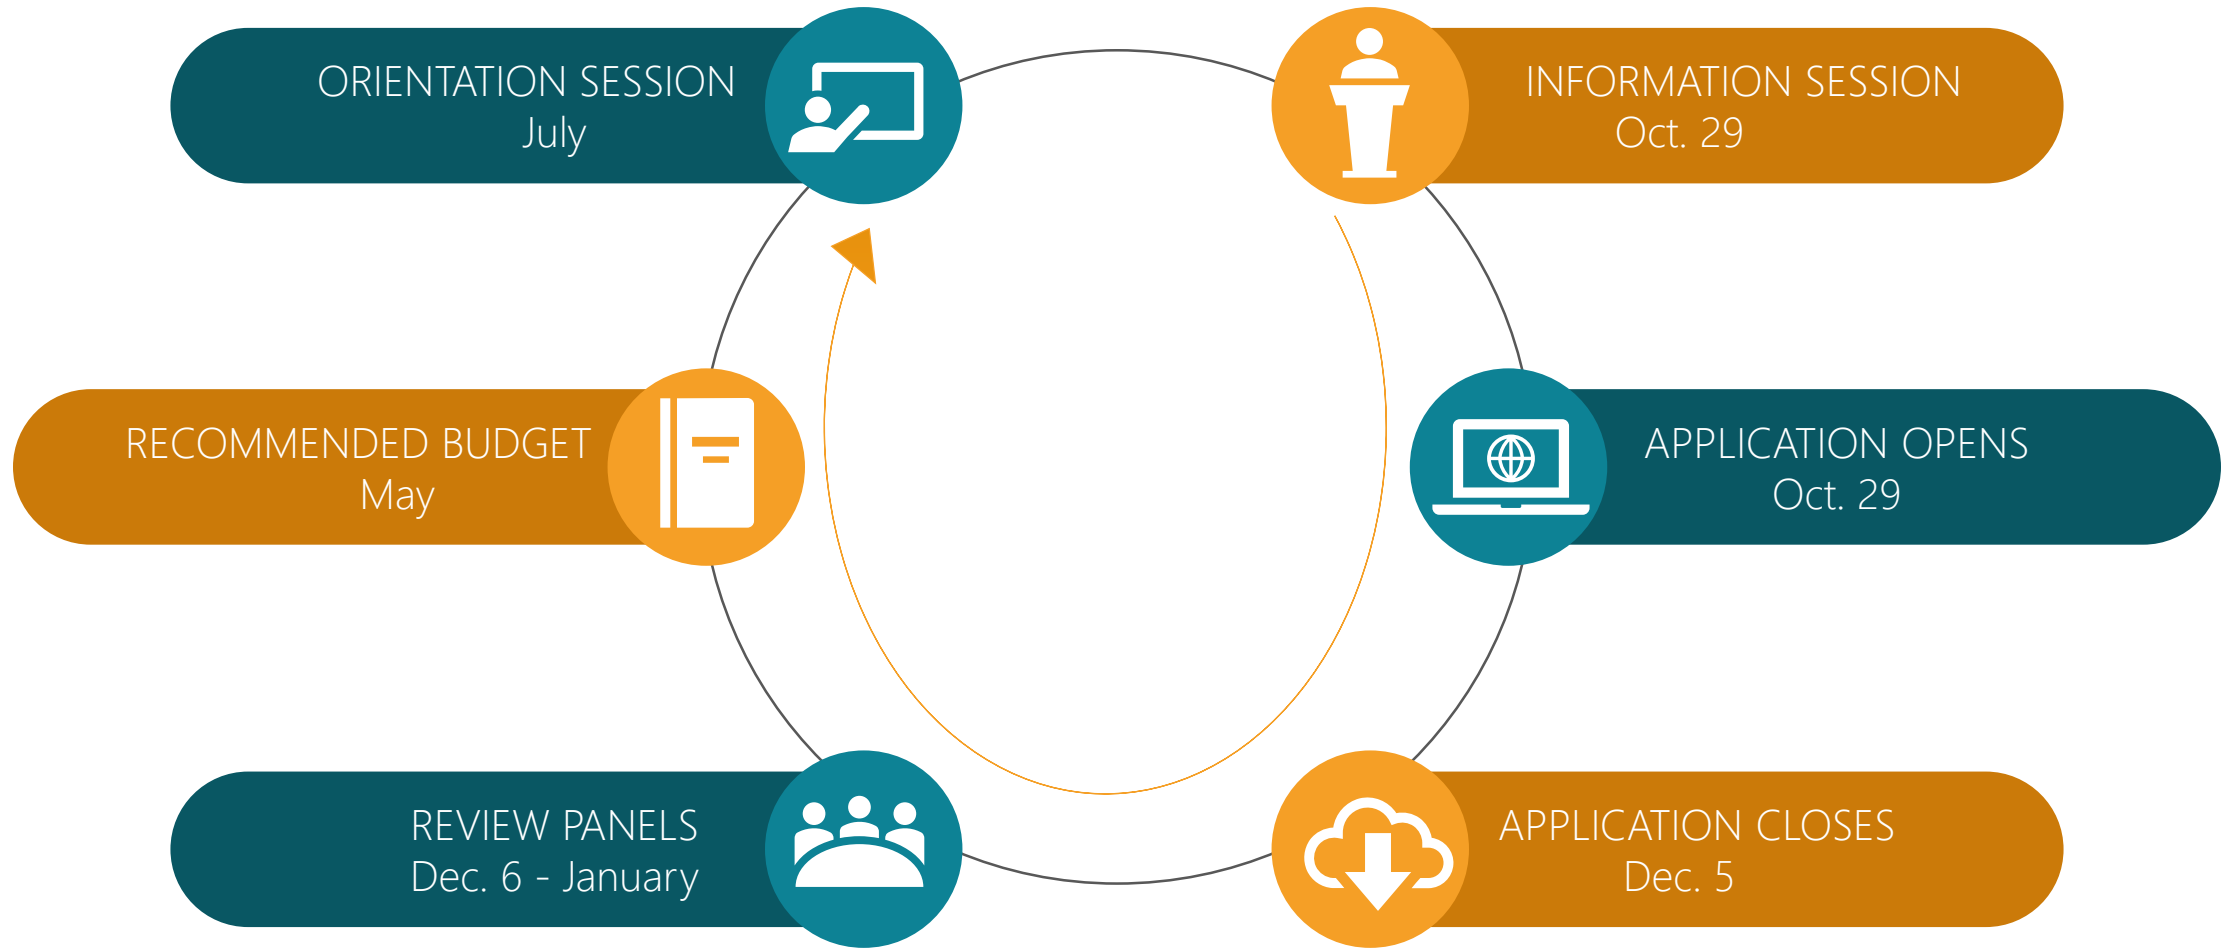 ORIENTATION SESSION
July
INFORMATION SESSION
Oct. 29
RECOMMENDED BUDGET
May
APPLICATION OPENS
Oct. 29
REVIEW PANELS
Dec. 6 - January
APPLICATION CLOSES
Dec. 5